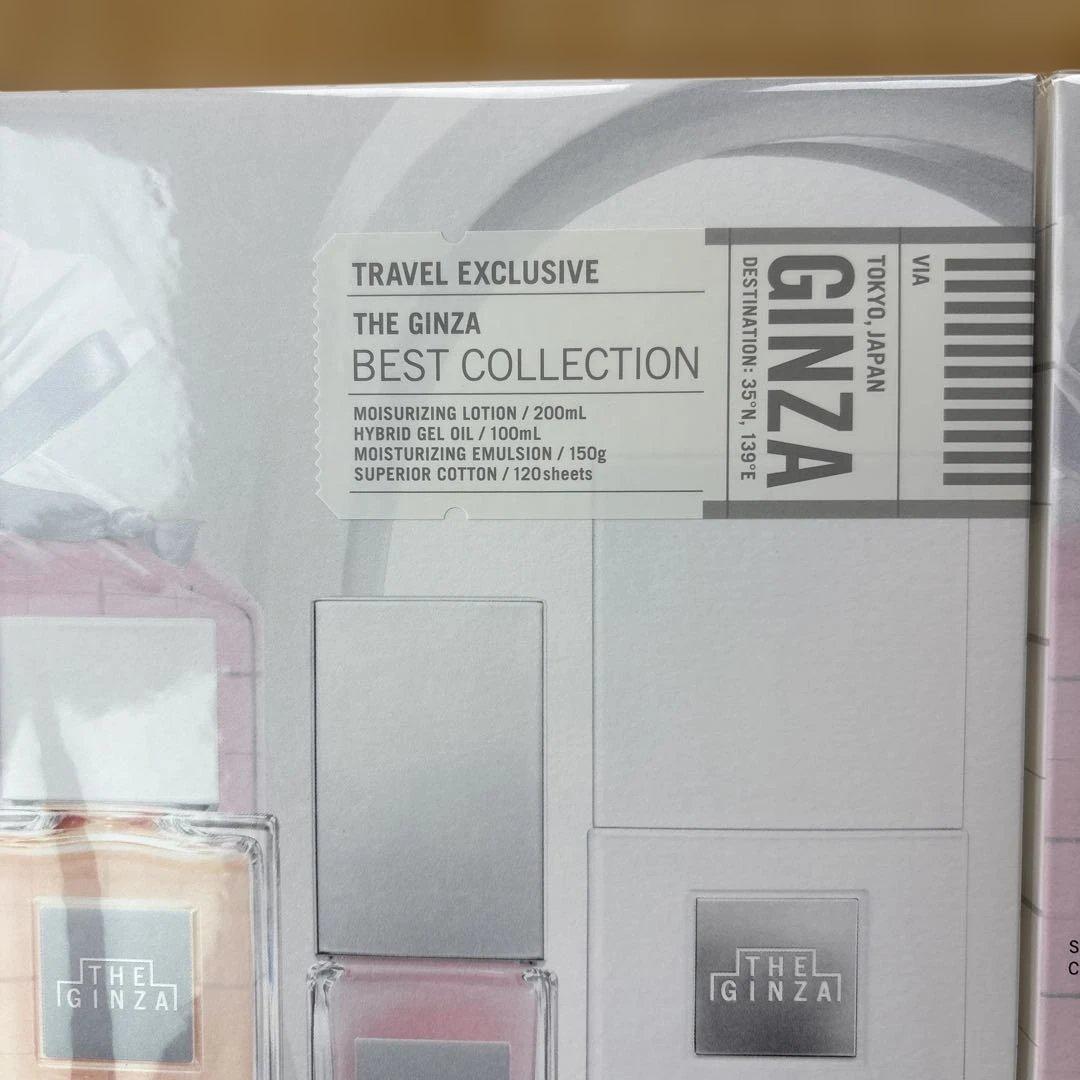 TRAVEL EXCLUSIVE
THE GINZA
BEST COLLECTION
MOISURIZING LOTION / 200mL
HYBRID GEL OIL / 100mL
MOISTURIZING EMULSION / 150g
SUPERIOR COTTON / 120sheets
VIA
TOKYO, JAPAN
GINZA
DESTINATION: 35°N, 139°E
THE
GINZA
THE
GINZA